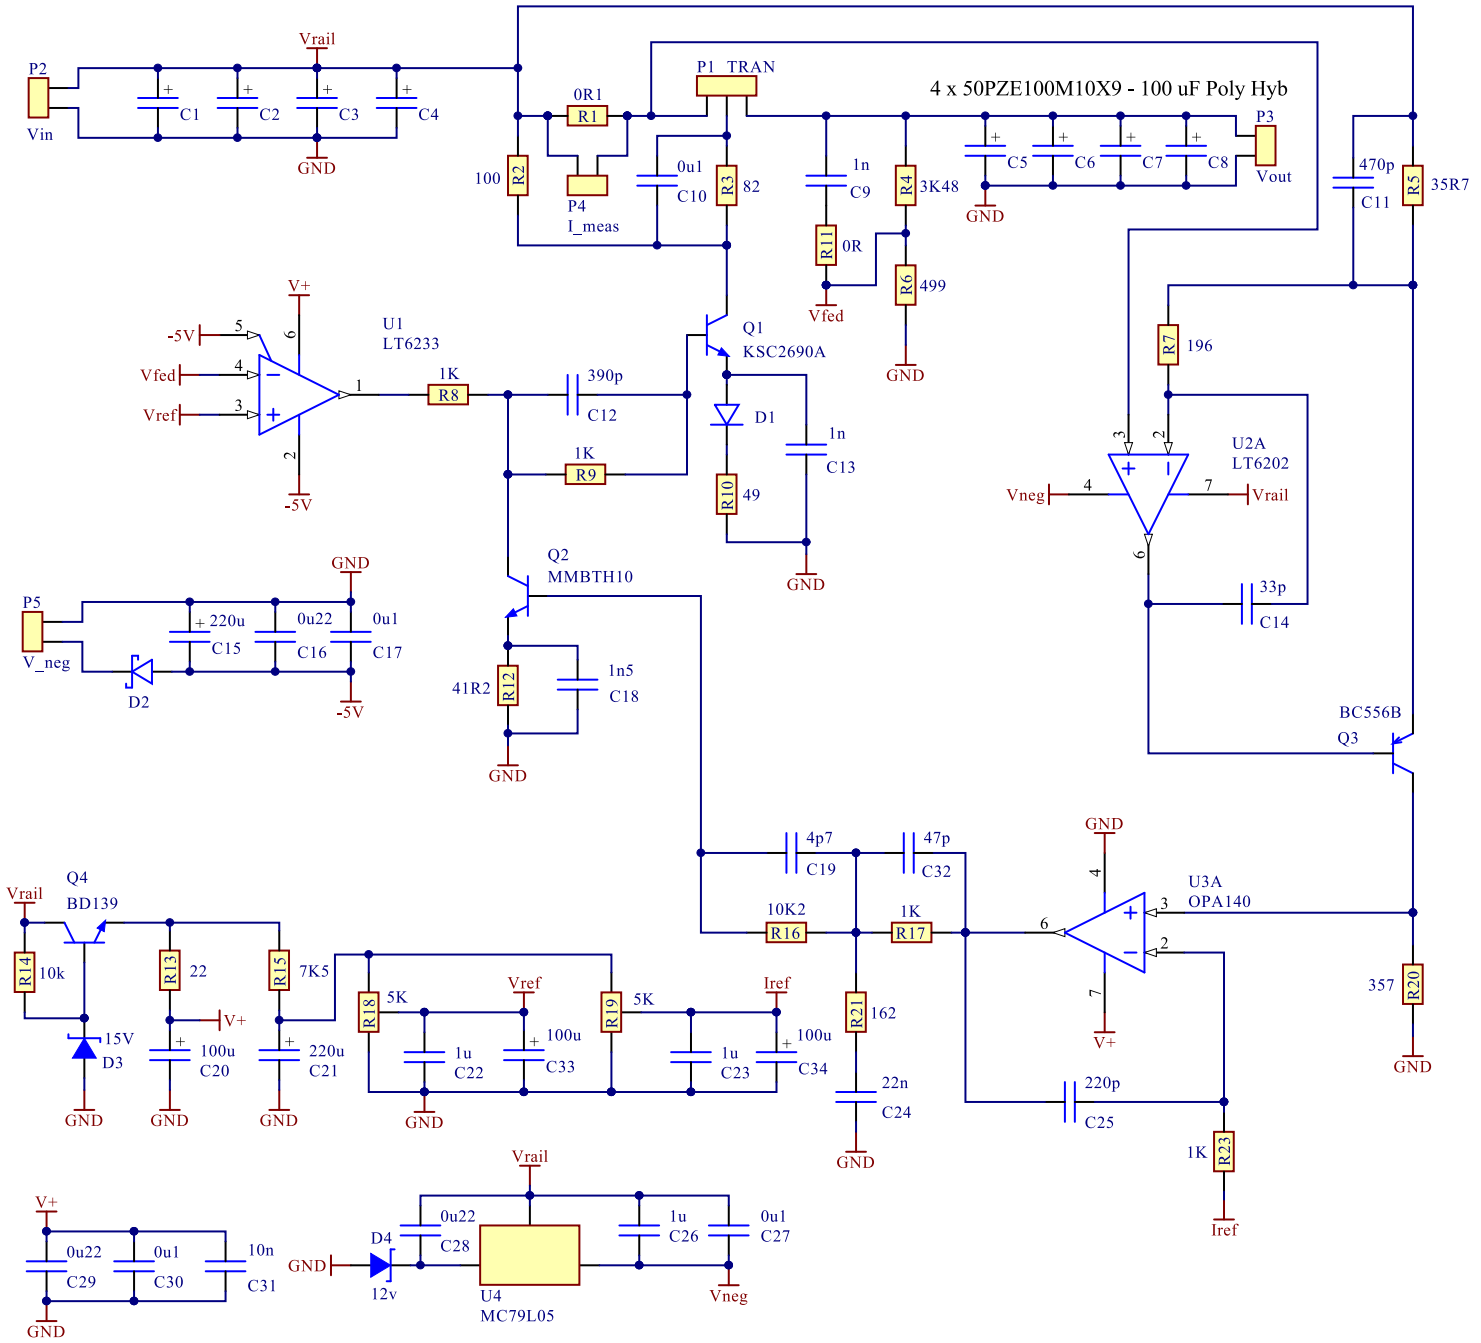 Vrail
P2
Vin
+
C1
+
C2
+
C3
+
C4
GND
0R1
R1
P1 TRAN
4 x 50PZE100M10X9 - 100 uF Poly Hyb
100
R2
P4
I_meas
0u1
C10
R3
82
1n
C9
R4
3K48
R11
0R
R6
499
Vfed
GND
+
C5
+
C6
+
C7
+
C8
GND
P3
Vout
470p
C11
R5
35R7
V+
-5V
5
6
U1
LT6233
Vfed
4
Vref
3
1
2
-5V
1K
R8
390p
C12
1K
R9
Q1
KSC2690A
D1
1n
C13
R10
49
GND
R7
196
3
2
U2A
LT6202
Vneg
4
7
Vrail
6
33p
C14
GND
P5
V_neg
+
220u
C15
0u22
C16
0u1
C17
D2
-5V
Q2
MMBTH10
41R2
R12
1n5
C18
GND
BC556B
Q3
4p7
C19
47p
C32
10K2
R16
1K
R17
GND
4
U3A
OPA140
3
6
2
7
V+
357
R20
GND
R21
162
22n
C24
GND
220p
C25
1K
R23
Iref
Vrail
Q4
BD139
R14
10k
15V
D3
GND
R13
22
V+
+
100u
C20
GND
R15
7K5
+
220u
C21
GND
R18
5K
1u
C22
GND
Vref
+
100u
C33
R19
5K
1u
C23
Iref
+
100u
C34
V+
0u22
C29
0u1
C30
10n
C31
GND
Vrail
GND
D4
12v
0u22
C28
U4
MC79L05
1u
C26
0u1
C27
Vneg